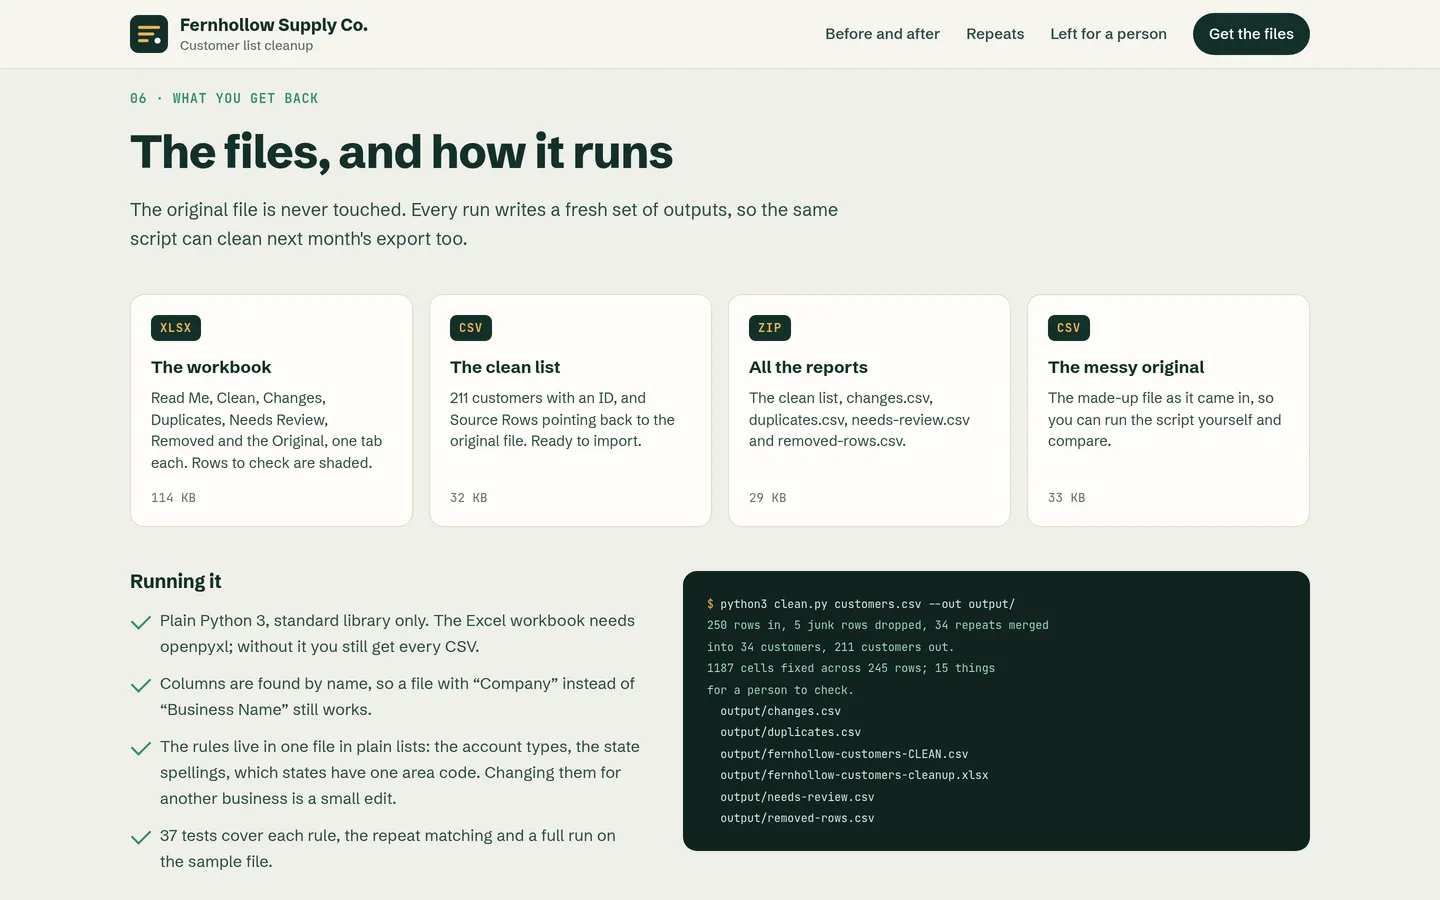 Fernhollow Supply Co.
Customer list cleanup
Before and after
Repeats
Left for a person
Get the files
06 · WHAT YOU GET BACK
The files, and how it runs
The original file is never touched. Every run writes a fresh set of outputs, so the same
script can clean next month's export too.
XLSX
The workbook
Read Me, Clean, Changes,
Duplicates, Needs Review,
Removed and the Original, one tab
each. Rows to check are shaded.
114 KB
CSV
The clean list
211 customers with an ID, and
Source Rows pointing back to the
original file. Ready to import.
32 KB
ZIP
All the reports
The clean list, changes.csv,
duplicates.csv, needs-review.csv
and removed-rows.csv.
29 KB
CSV
The messy original
The made-up file as it came in, so
you can run the script yourself and
compare.
33 KB
Running it
Plain Python 3, standard library only. The Excel workbook needs
openpyxl; without it you still get every CSV.
Columns are found by name, so a file with “Company” instead of
“Business Name” still works.
The rules live in one file in plain lists: the account types, the state
spellings, which states have one area code. Changing them for
another business is a small edit.
37 tests cover each rule, the repeat matching and a full run on
the sample file.
$ python3 clean.py customers.csv --out output/
250 rows in, 5 junk rows dropped, 34 repeats merged
into 34 customers, 211 customers out.
1187 cells fixed across 245 rows; 15 things
for a person to check.
output/changes.csv
output/duplicates.csv
output/fernhollow-customers-CLEAN.csv
output/fernhollow-customers-cleanup.xlsx
output/needs-review.csv
output/removed-rows.csv